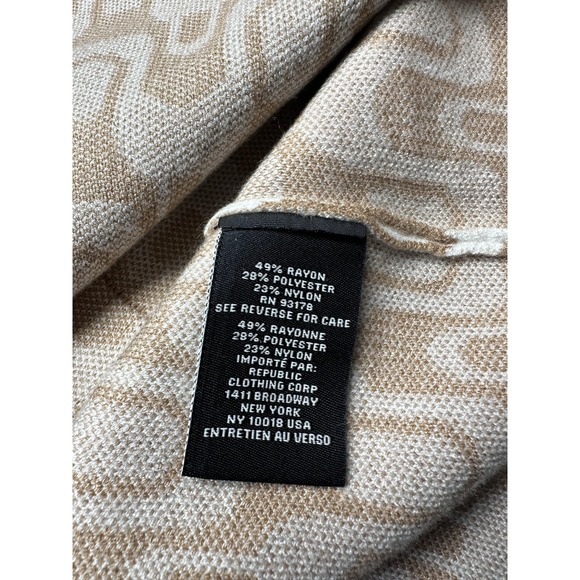 49% RAYON
28% POLYESTER
23% NYLON
RN 93178
SEE REVERSE FOR CARE
49% RAYONNE
28% POLYESTER
23% NYLON
IMPORTÉ PAR:
REPUBLIC
CLOTHING CORP
1411 BROADWAY
NEW YORK
NY 10018 USA
ENTRETIEN AU VERSO